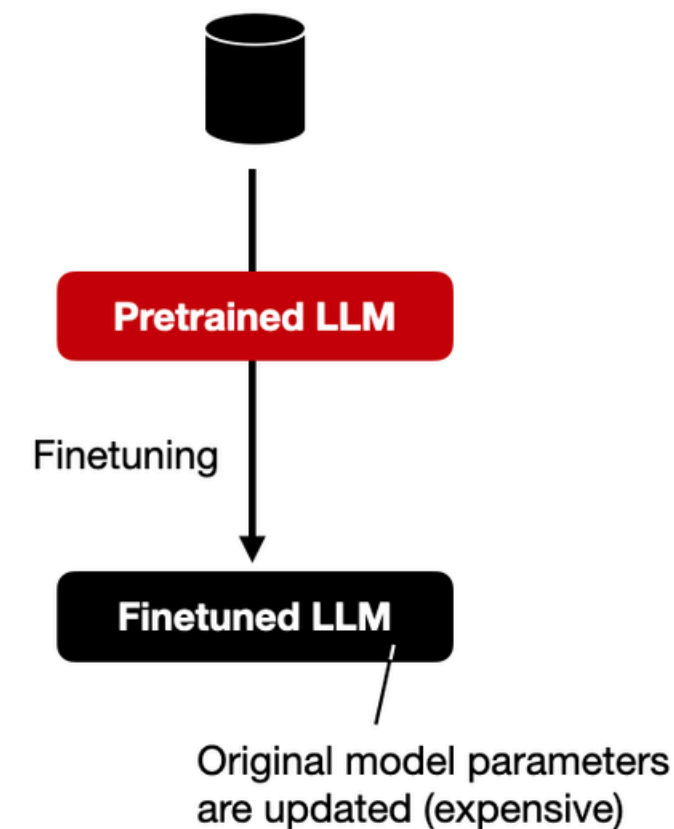 Pretrained LLM
Finetuning
Finetuned LLM
Original model parameters
are updated (expensive)